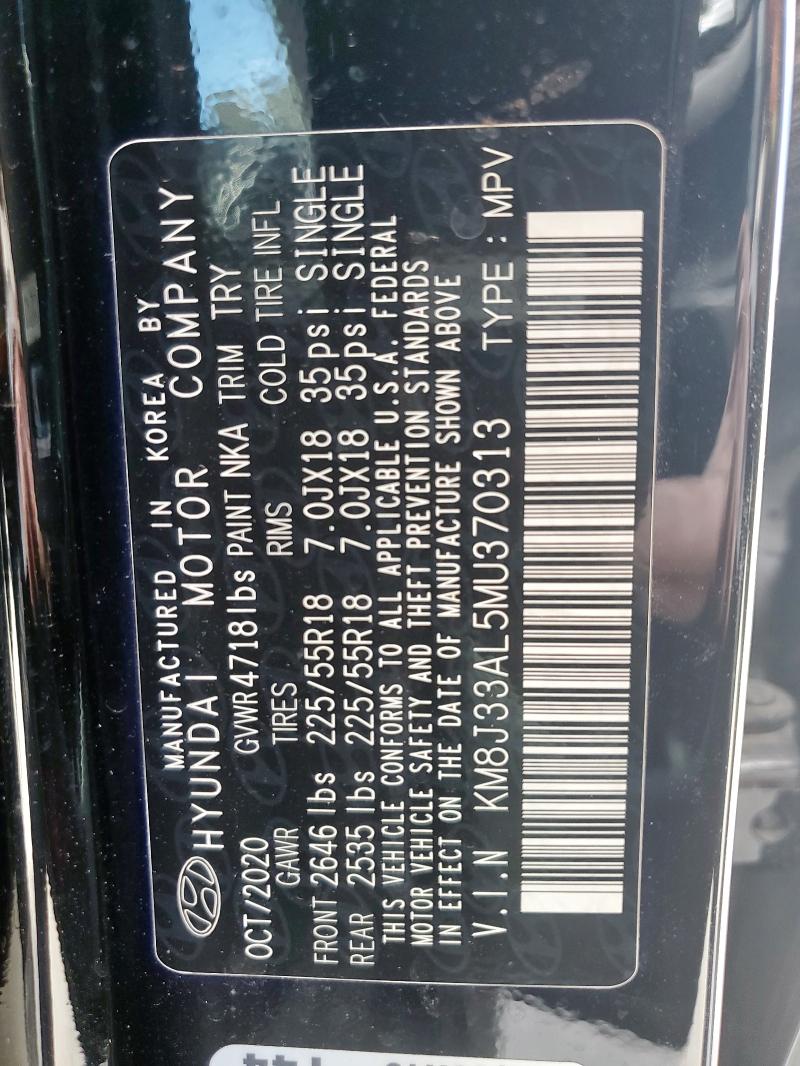 MANUFACTURED IN KOREA BY
HYUNDAI MOTOR COMPANY
OCT/2020 GVWR 4718 lbs PAINT NKA TRIM TRY
GAWR TIRES RIMS COLD TIRE INFL
FRONT 2646 lbs 225/55R18 7.0JX18 35psi SINGLE
REAR 2535 lbs 225/55R18 7.0JX18 35psi SINGLE
THIS VEHICLE CONFORMS TO ALL APPLICABLE U.S.A. FEDERAL
MOTOR VEHICLE SAFETY AND THEFT PREVENTION STANDARDS
IN EFFECT ON THE DATE OF MANUFACTURE SHOWN ABOVE
V.I.N KM8J33AL5MU370313 TYPE : MPV